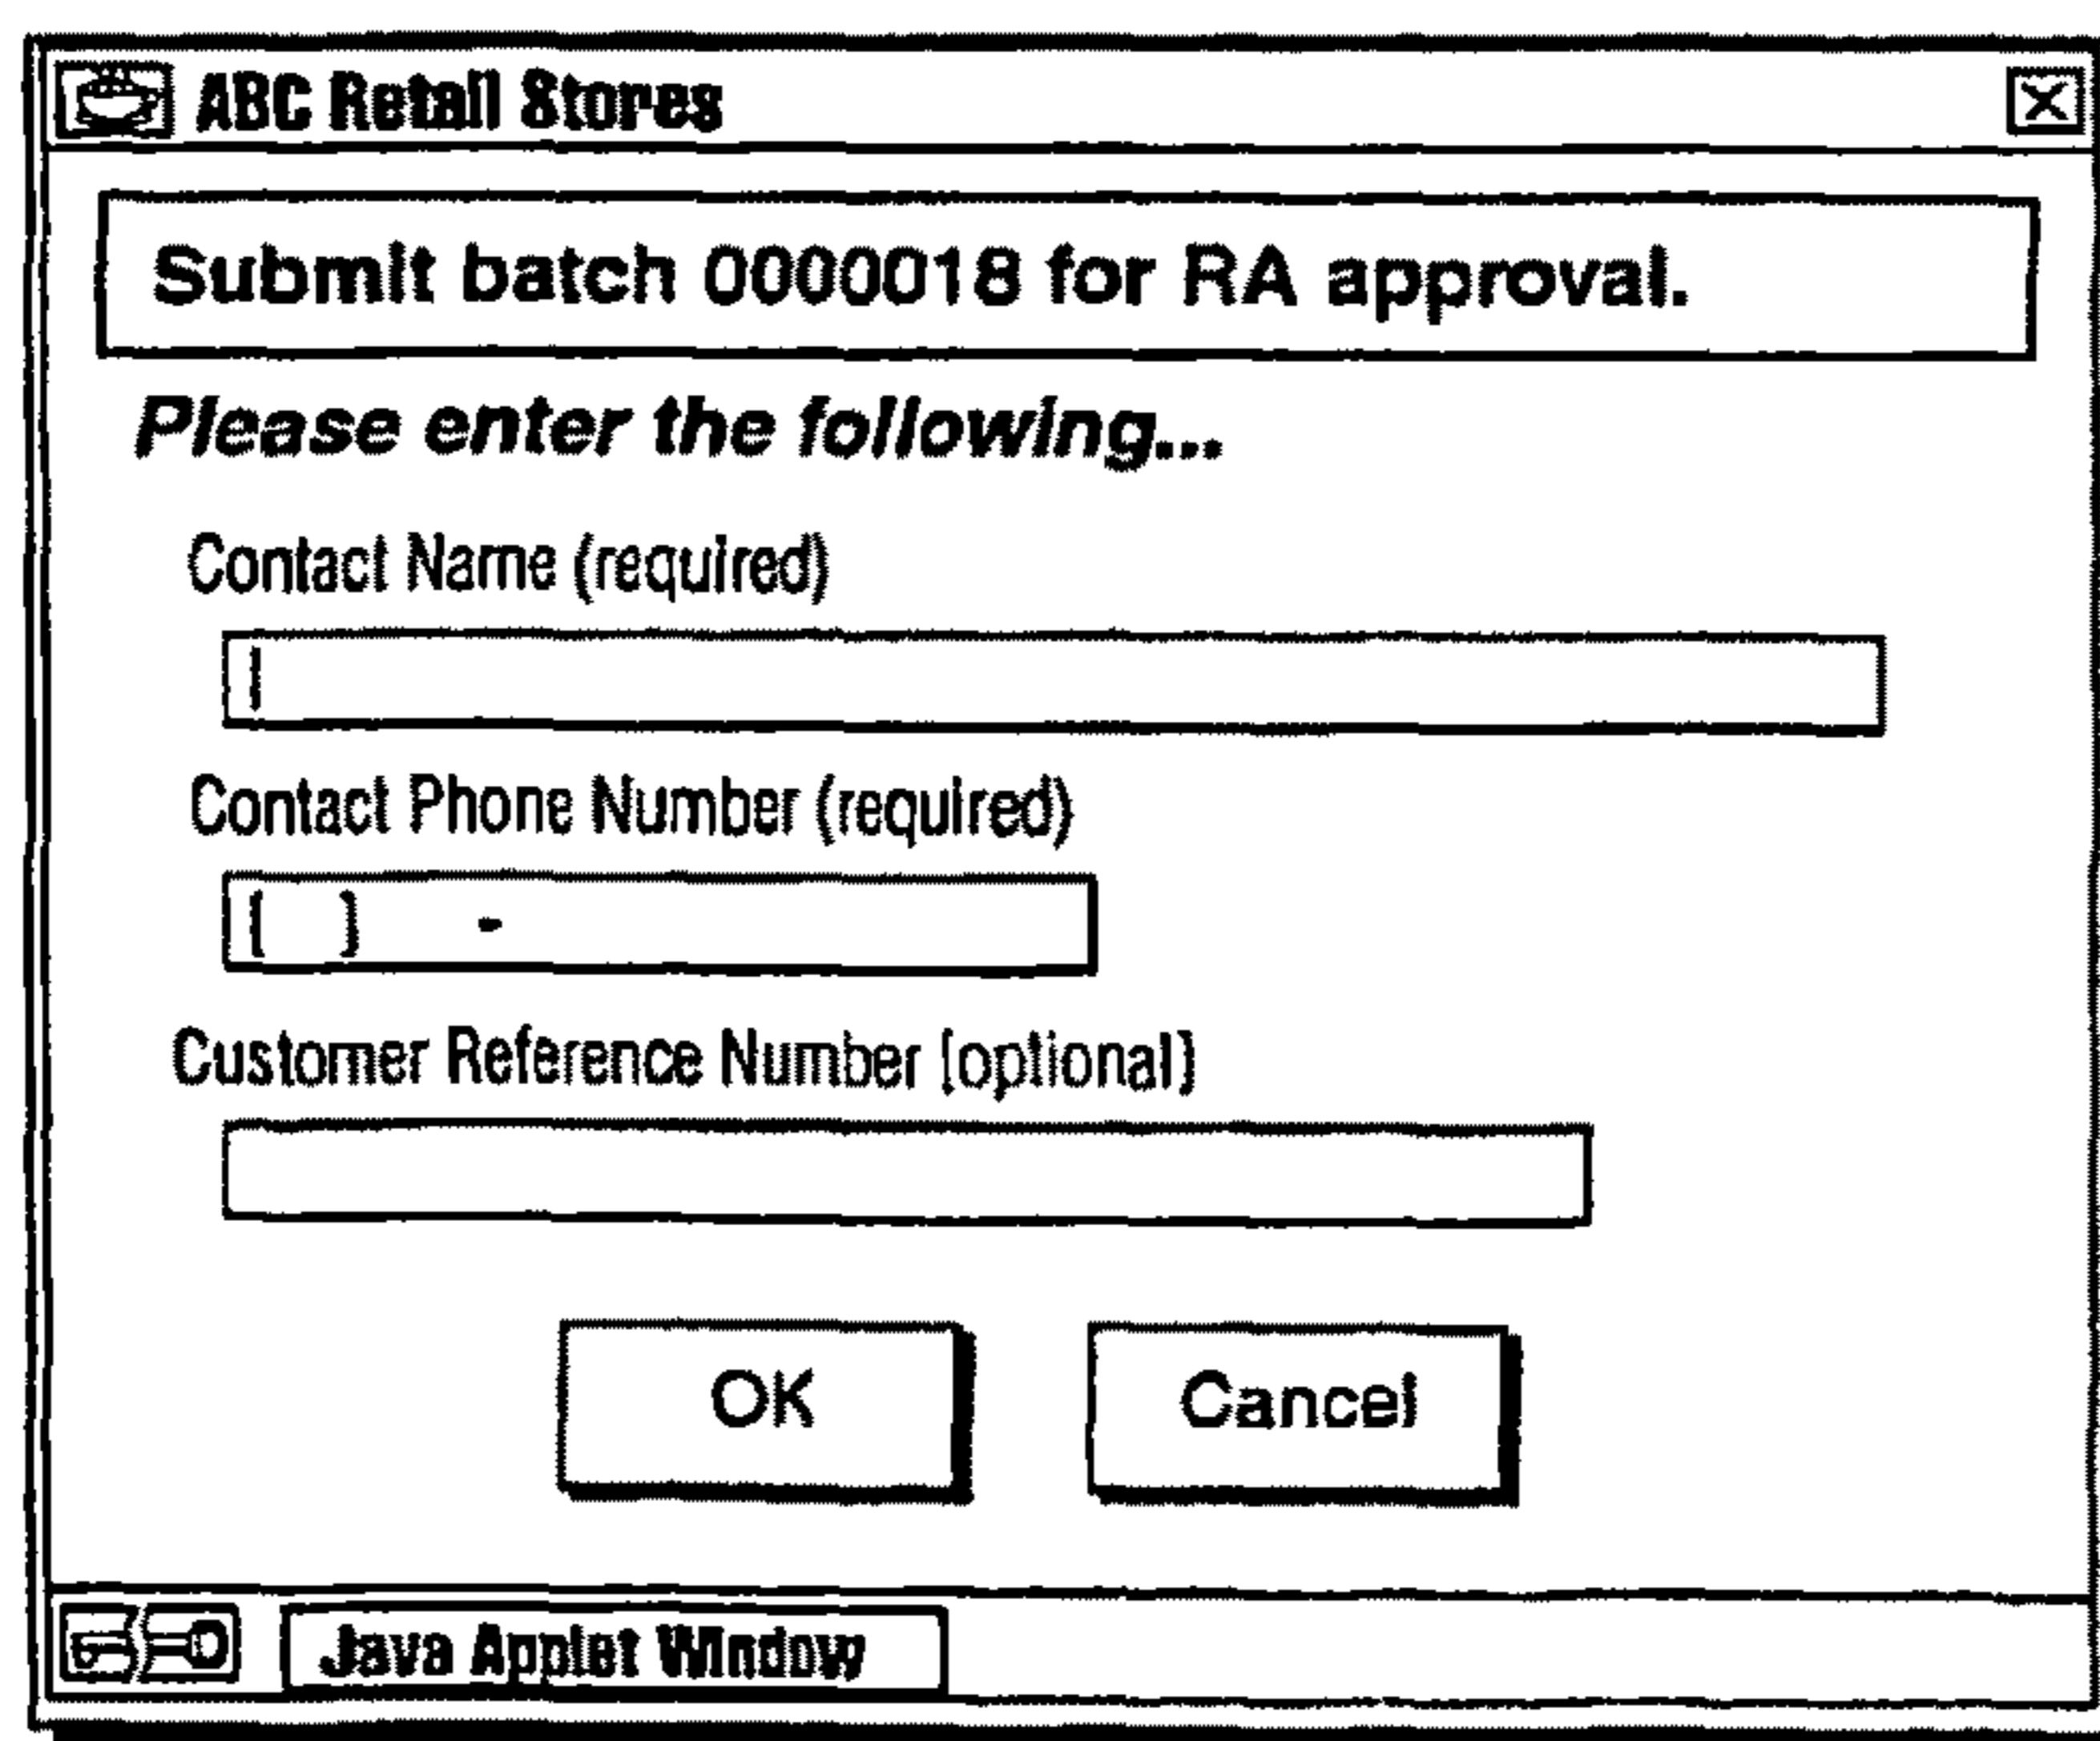 ABC Retail Stores
Submit batch 0000018 for RA approval.
Please enter the following...
Contact Name (required)
Contact Phone Number (required)
( ) -
Customer Reference Number [optional]
OK Cancel
Java Applet Window